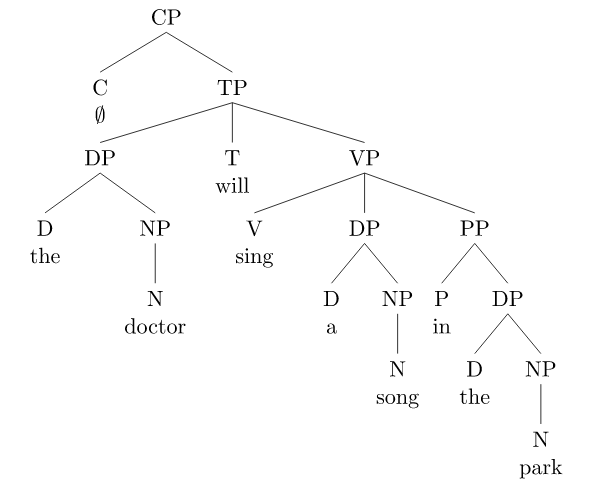 CP
C TP
∅
DP T VP
will
D NP V DP PP
the sing
N D NP P DP
doctor a in
N D NP
song the
N
park